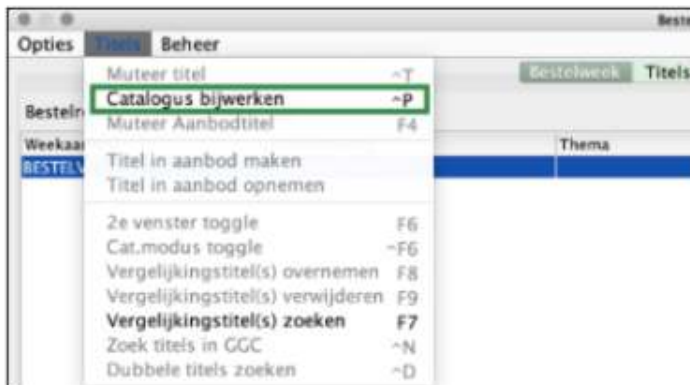 Beste
Opties Titels Beheer
Bestelweek Titels
Muteer titel ~T
Catalogus bijwerken ~P
Muteer Aanbodtitel F4
Bestelr
Weekaa Thema
BESTELV
Titel in aanbod maken
Titel in aanbod opnemen
2e venster toggle F6
Cat.modus toggle ~F6
Vergelijkingstitel(s) overnemen F8
Vergelijkingstitel(s) verwijderen F9
Vergelijkingstitel(s) zoeken F7
Zoek titels in GGC ~N
Dubbele titels zoeken ~D